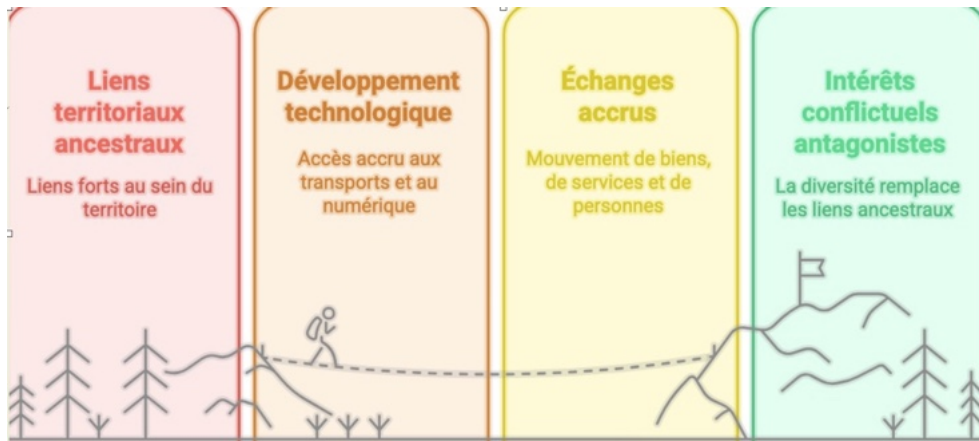 Liens
territoriaux
ancestraux
Liens forts au sein du
territoire
Développement
technologique
Accès accru aux
transports et au
numérique
Échanges
accrus
Mouvement de biens,
de services et de
personnes
Intérêts
conflictuels
antagonistes
La diversité remplace
les liens ancestraux